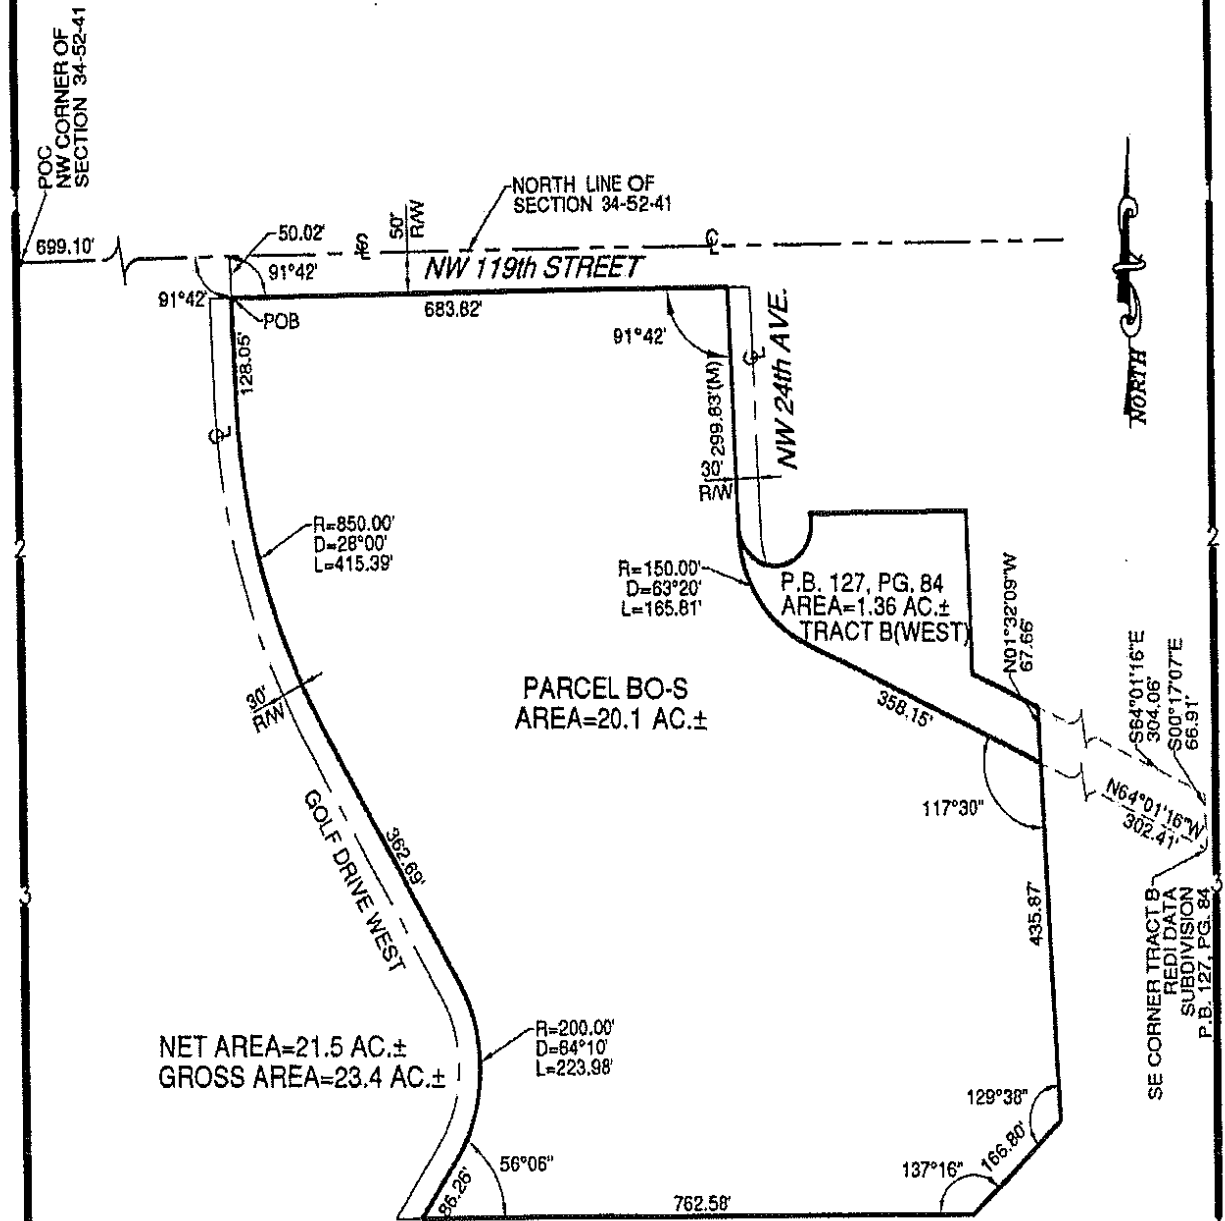 POC
NW CORNER OF
SECTION 34-52-41
699.10'
50.02'
91°42'
91°42'
POB
NORTH LINE OF
SECTION 34-52-41
50'
R/W
NW 119th STREET
683.82'
91°42'
128.05'
299.83'(M)
NW 24th AVE.
30'
R/W
NORTH
2
2
R=850.00'
D=28°00'
L=415.39'
R=150.00'
D=63°20'
L=165.81'
P.B. 127, PG. 84
AREA=1.36 AC.±
TRACT B(WEST)
N01°32'09"W
67.66'
S64°01'16"E
304.06'
S00°17'07"E
66.91'
30'
R/W
PARCEL BO-S
AREA=20.1 AC.±
358.15'
117°30"
N64°01'16"W
302.41'
GOLF DRIVE WEST
362.69'
3
3
435.87'
SE CORNER TRACT B
REDI DATA
SUBDIVISION
P.B. 127, PG. 84
NET AREA=21.5 AC.±
GROSS AREA=23.4 AC.±
R=200.00'
D=64°10'
L=223.98'
129°38"
166.80'
137°16"
56°06"
86.26'
762.58'